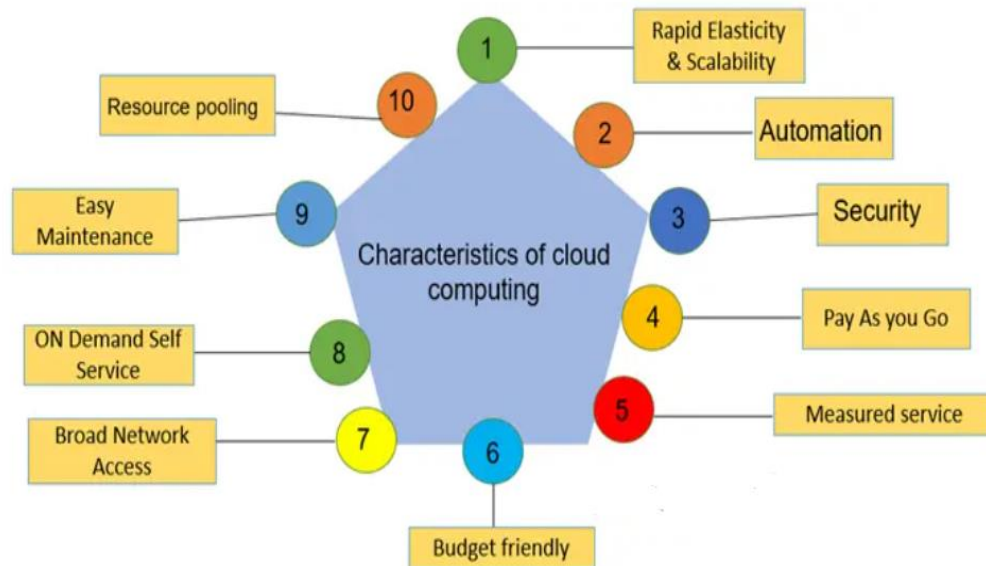 1
Rapid Elasticity
& Scalability
10
Resource pooling
2
Automation
9
Easy
Maintenance
3
Security
Characteristics of cloud
computing
4
Pay As you Go
8
ON Demand Self
Service
5
Measured service
7
Broad Network
Access
6
Budget friendly